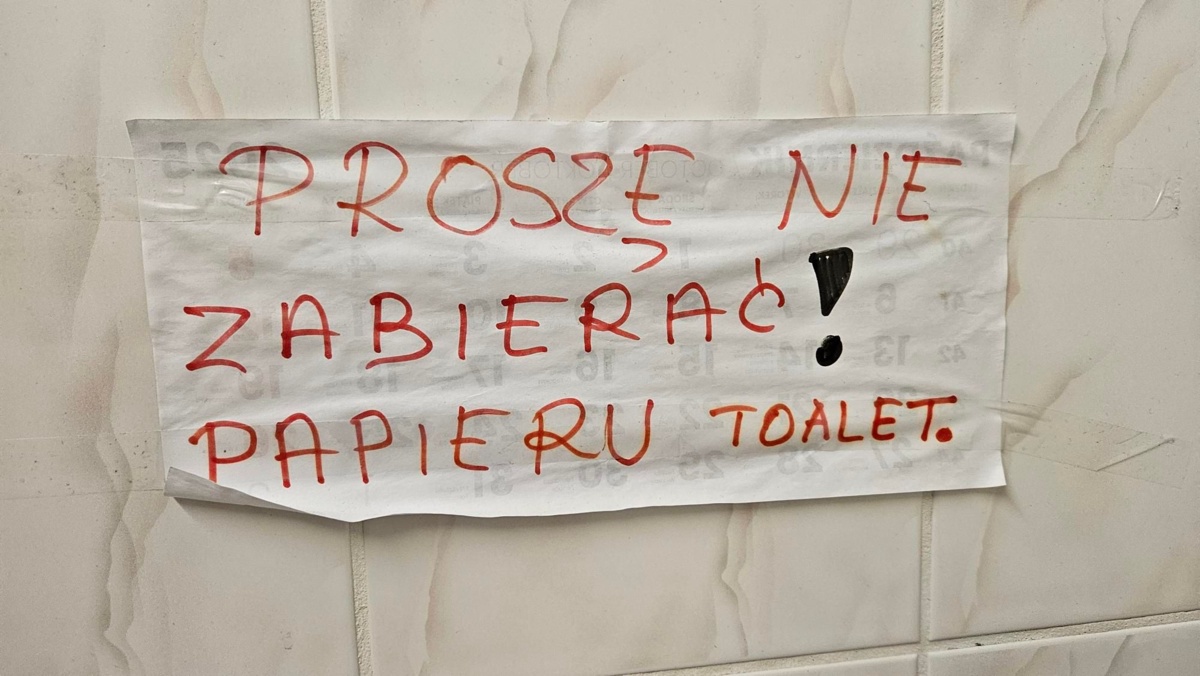 PROSZĘ NIE
ZABIERAĆ!
PAPIERU TOALET.